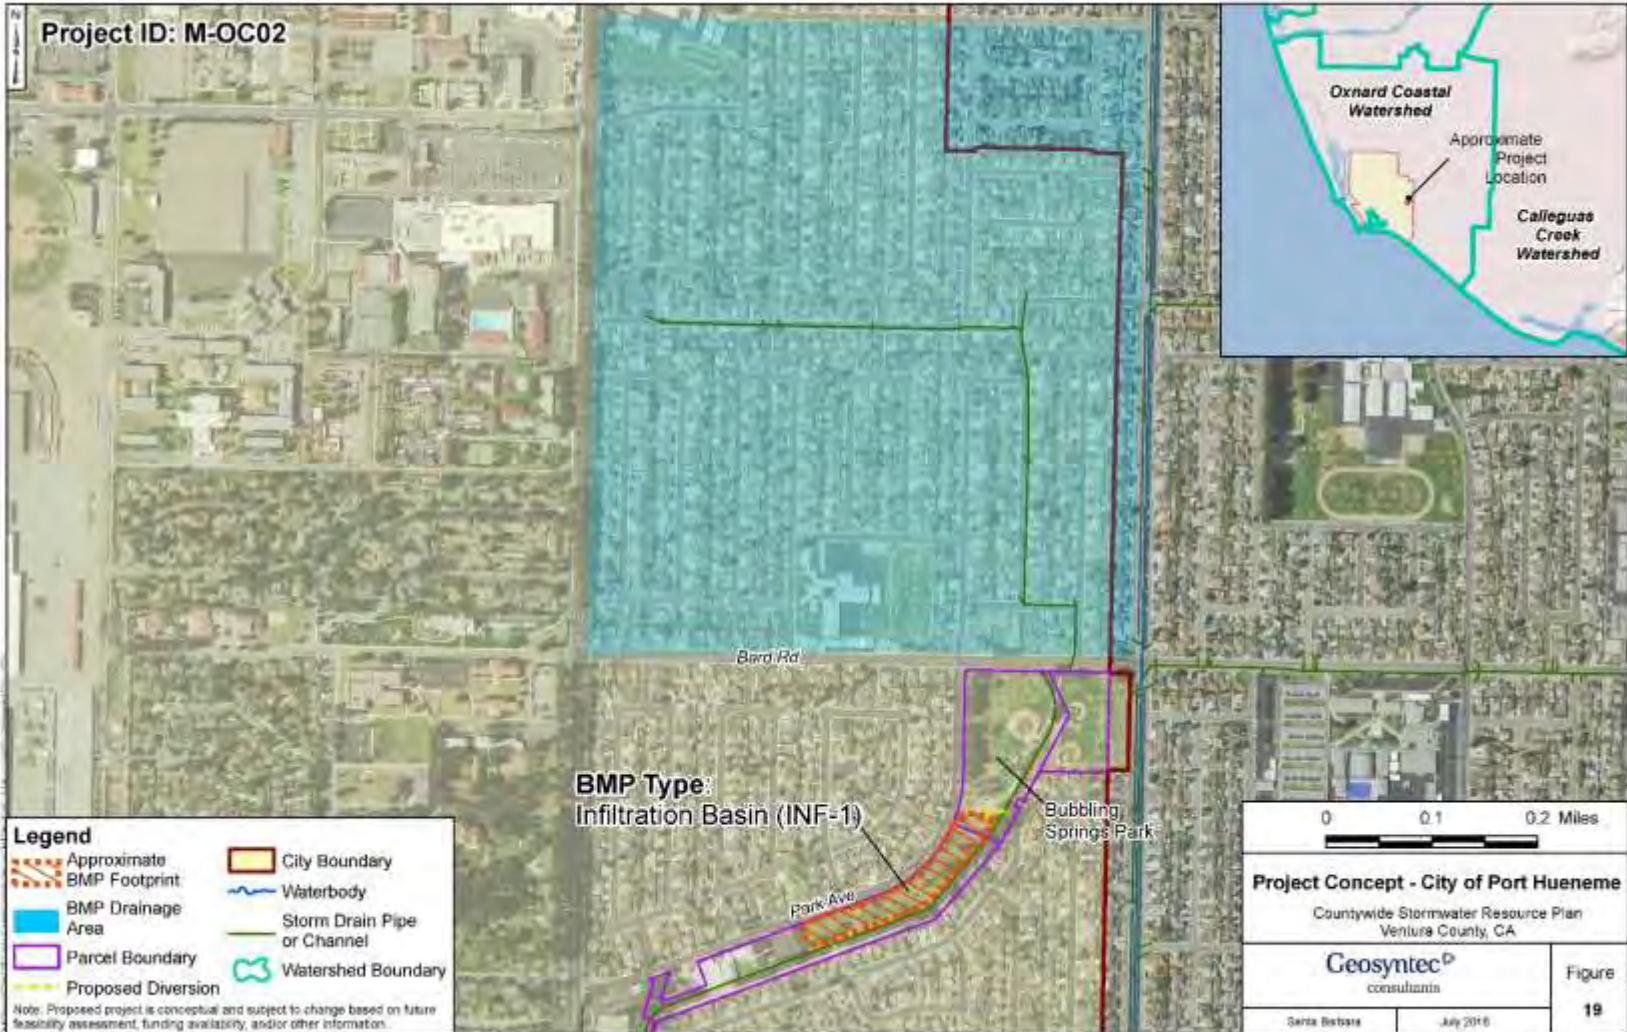 N
Project ID: M-OC02
Oxnard Coastal
Watershed
Approximate
Project
Location
Calleguas
Creek
Watershed
Bard Rd
BMP Type:
Infiltration Basin (INF-1)
Bubbling
Springs Park
Park Ave
Legend
Approximate
BMP Footprint
BMP Drainage
Area
Parcel Boundary
Proposed Diversion
City Boundary
Waterbody
Storm Drain Pipe
or Channel
Watershed Boundary
Note: Proposed project is conceptual and subject to change based on future
feasibility assessment, funding availability, and/or other information.
0 0.1 0.2 Miles
Project Concept - City of Port Hueneme
Countywide Stormwater Resource Plan
Ventura County, CA
Geosyntec
consultants
Figure
19
Santa Barbara
July 2016